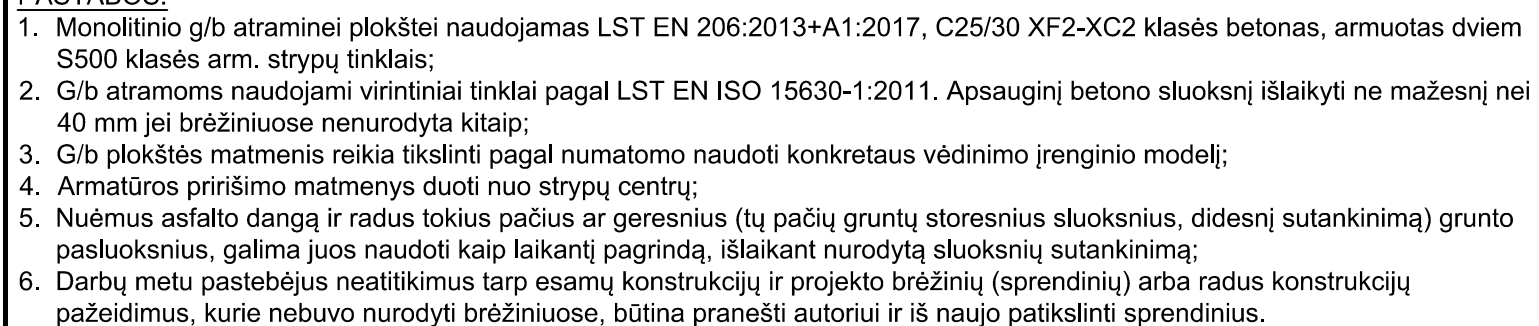 PASTABOS:
1. Monolitinio g/b atraminei plokštei naudojamas LST EN 206:2013+A1:2017, C25/30 XF2-XC2 klasės betonas, armuotas dviem
S500 klasės arm. strypų tinklais;
2. G/b atramoms naudojami virintiniai tinklai pagal LST EN ISO 15630-1:2011. Apsauginį betono sluoksnį išlaikyti ne mažesnį nei
40 mm jei brėžiniuose nenurodyta kitaip;
3. G/b plokštės matmenis reikia tikslinti pagal numatomo naudoti konkretaus vėdinimo įrenginio modelį;
4. Armatūros pririšimo matmenys duoti nuo strypų centrų;
5. Nuėmus asfalto dangą ir radus tokius pačius ar geresnius (tų pačių gruntų storesnius sluoksnius, didesnį sutankinimą) grunto
pasluoksnius, galima juos naudoti kaip laikantį pagrindą, išlaikant nurodytą sluoksnių sutankinimą;
6. Darbų metu pastebėjus neatitikimus tarp esamų konstrukcijų ir projekto brėžinių (sprendinių) arba radus konstrukcijų
pažeidimus, kurie nebuvo nurodyti brėžiniuose, būtina pranešti autoriui ir iš naujo patikslinti sprendinius.